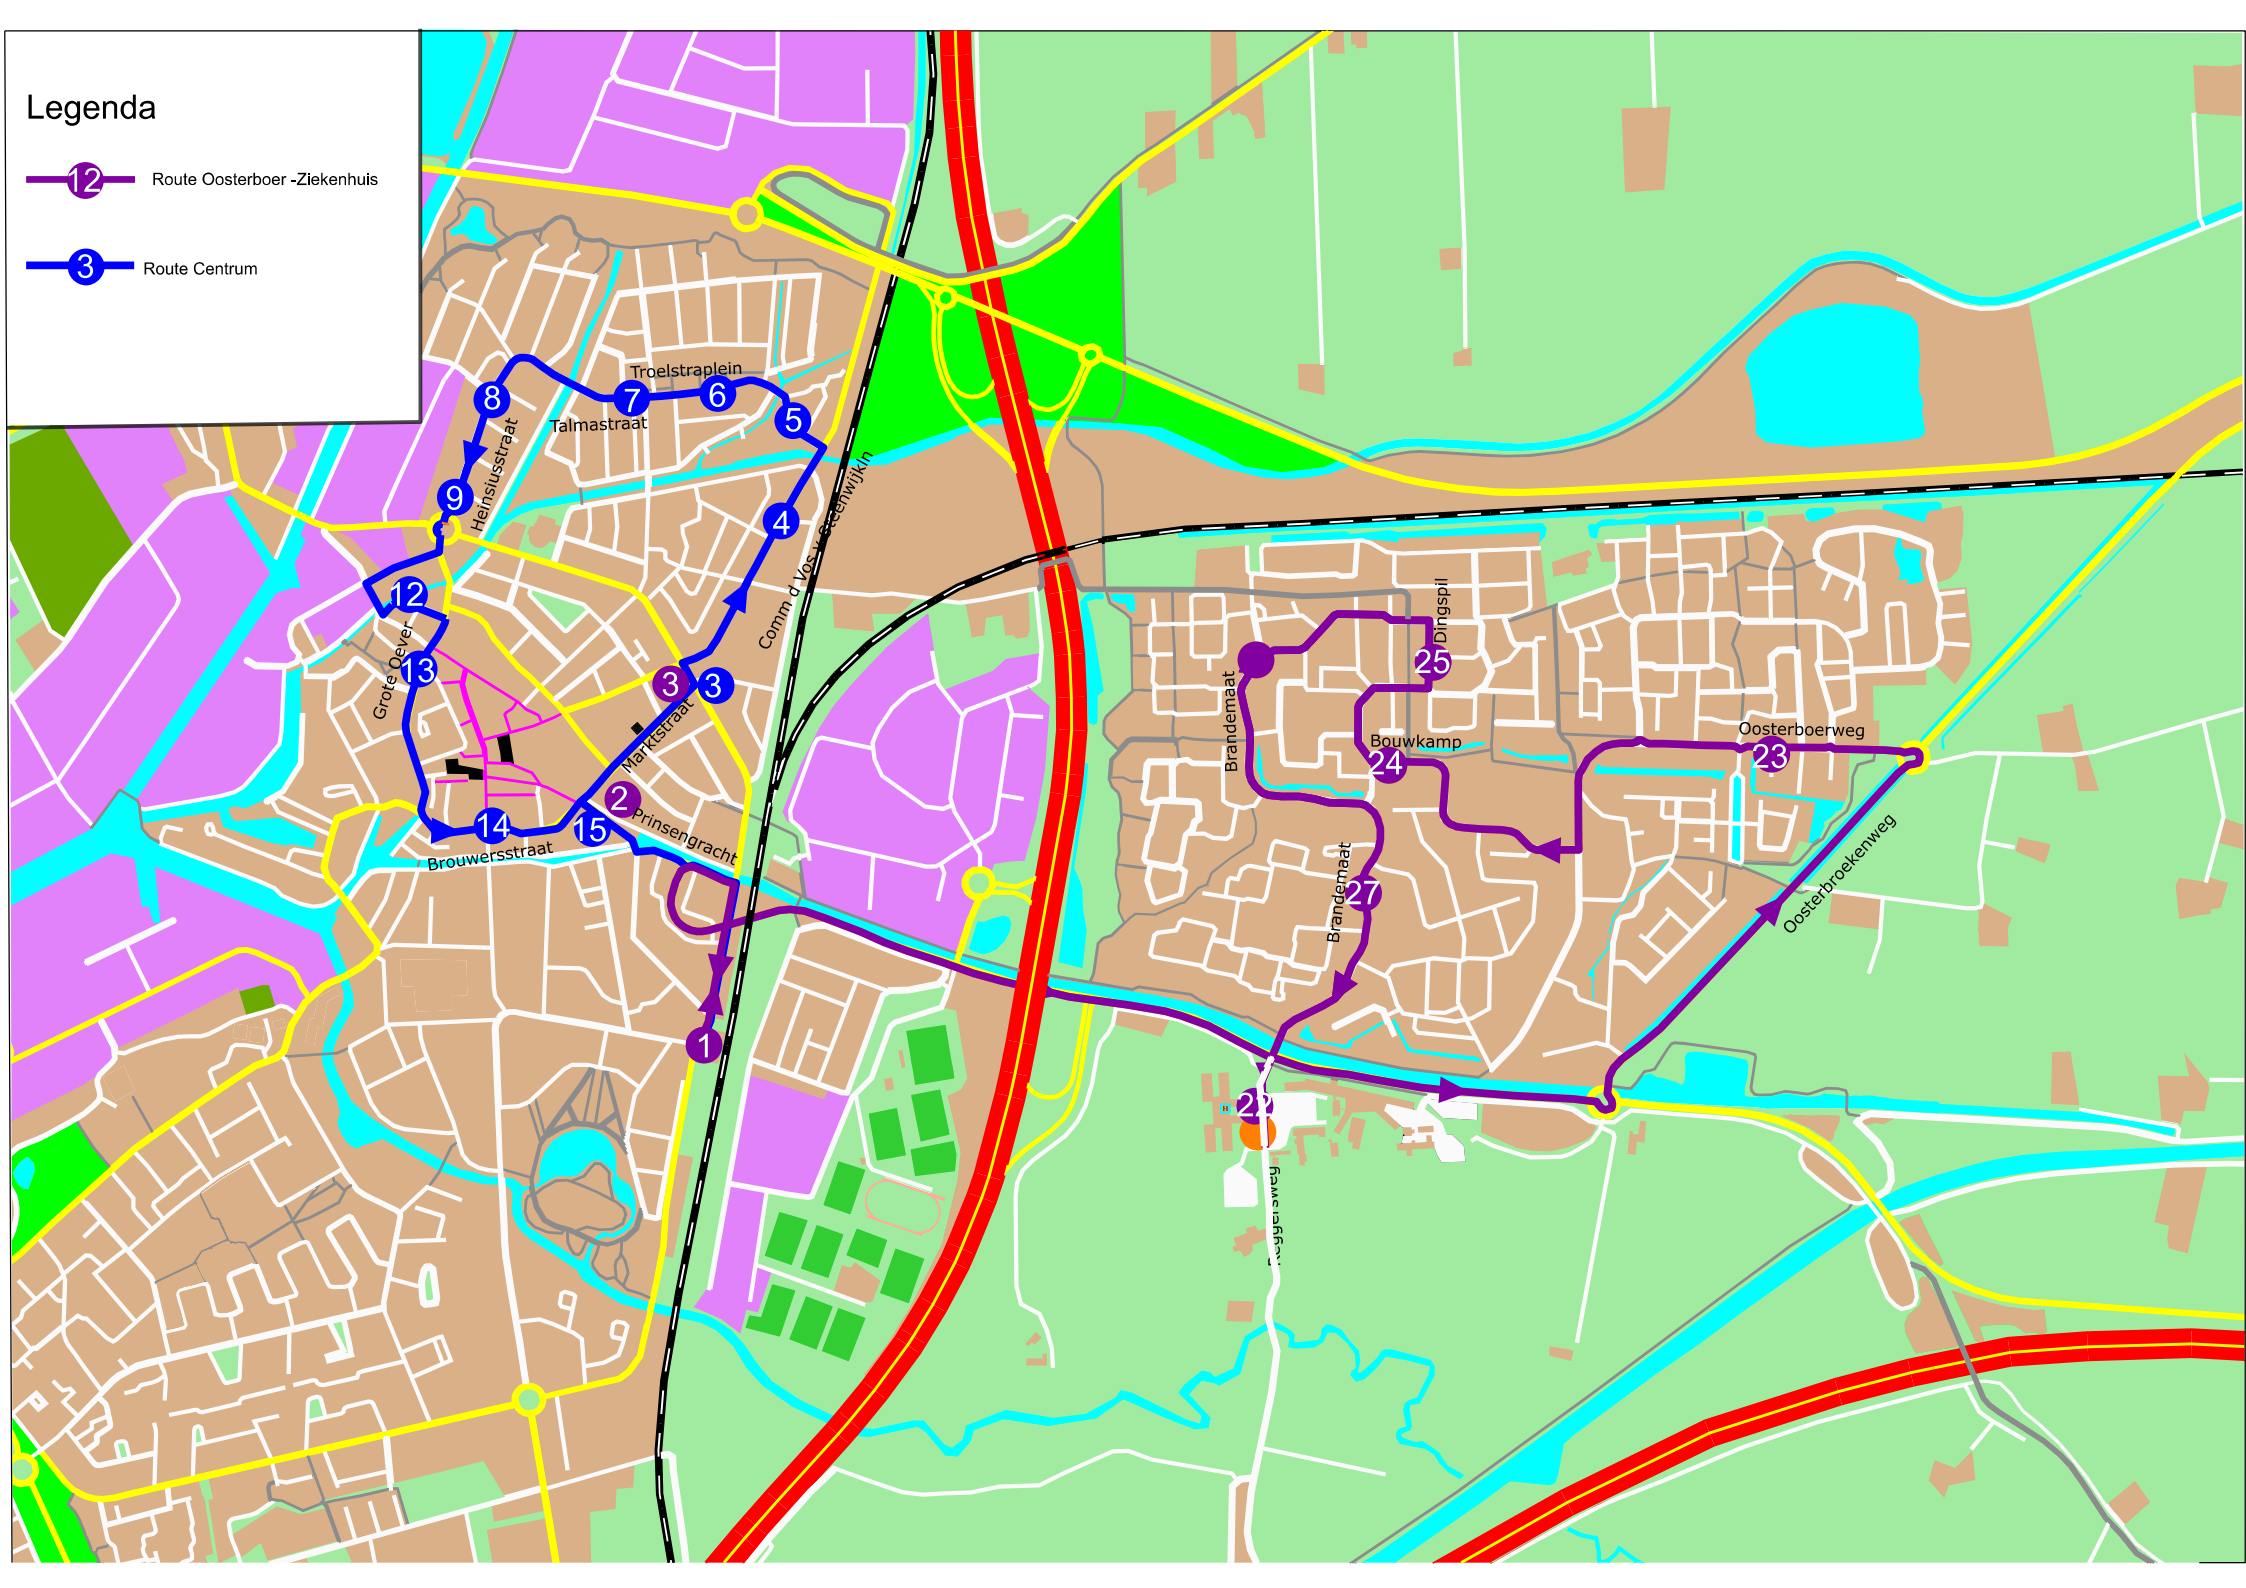 Legenda
12
Route Oosterboer -Ziekenhuis
3
Route Centrum
Troelstraplein
8
7
6
5
Talmastraat
Heinsiusstraat
9
4
Comm d Vos v Steenwijkln
12
Grote Oever
13
3
3
Marktstraat
2
14
15
Prinsengracht
Brouwersstraat
1
Dingspil
25
Brandemaat
Bouwkamp
24
Oosterboerweg
23
Brandemaat
27
Oosterbroekenweg
22